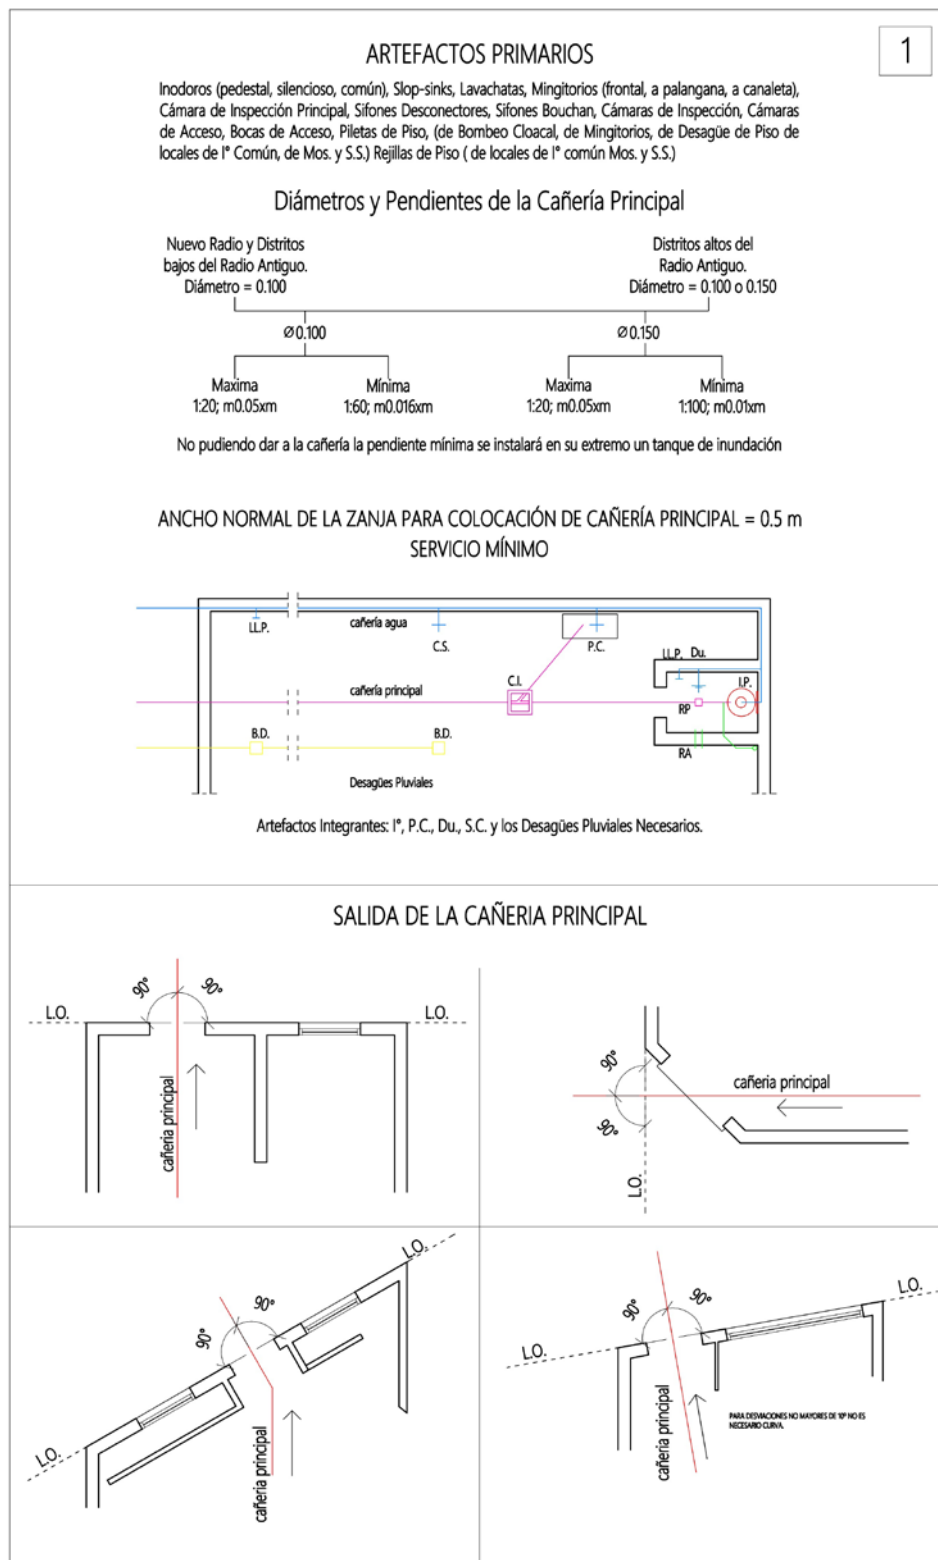 1
ARTEFACTOS PRIMARIOS
Inodoros (pedestal, silencioso, común), Slop-sinks, Lavachatas, Mingitorios (frontal, a palangana, a canaleta),
Cámara de Inspección Principal, Sifones Desconectores, Sifones Bouchan, Cámaras de Inspección, Cámaras
de Acceso, Bocas de Acceso, Piletas de Piso, (de Bombeo Cloacal, de Mingitorios, de Desagüe de Piso de
locales de I° Común, de Mos. y S.S.) Rejillas de Piso ( de locales de I° común Mos. y S.S.)
Diámetros y Pendientes de la Cañería Principal
Nuevo Radio y Distritos
bajos del Radio Antiguo.
Diámetro = 0.100
Distritos altos del
Radio Antiguo.
Diámetro = 0.100 o 0.150
Ø0.100
Ø0.150
Maxima
1:20; m0.05xm
Mínima
1:60; m0.016xm
Maxima
1:20; m0.05xm
Mínima
1:100; m0.01xm
No pudiendo dar a la cañería la pendiente mínima se instalará en su extremo un tanque de inundación
ANCHO NORMAL DE LA ZANJA PARA COLOCACIÓN DE CAÑERÍA PRINCIPAL = 0.5 m
SERVICIO MÍNIMO
LL.P.
cañería agua
C.S.
P.C.
LL.P.
Du.
C.I.
I.P.
cañería principal
RP
B.D.
B.D.
RA
Desagües Pluviales
Artefactos Integrantes: I°, P.C., Du., S.C. y los Desagües Pluviales Necesarios.
SALIDA DE LA CAÑERIA PRINCIPAL
90°
90°
L.O.
L.O.
cañeria principal
90°
90°
cañeria principal
L.O.
L.O.
90°
90°
L.O.
cañeria principal
L.O.
90°
90°
L.O.
cañeria principal
PARA DESVIACIONES NO MAYORES DE 10° NO ES
NECESARIO CURVA.